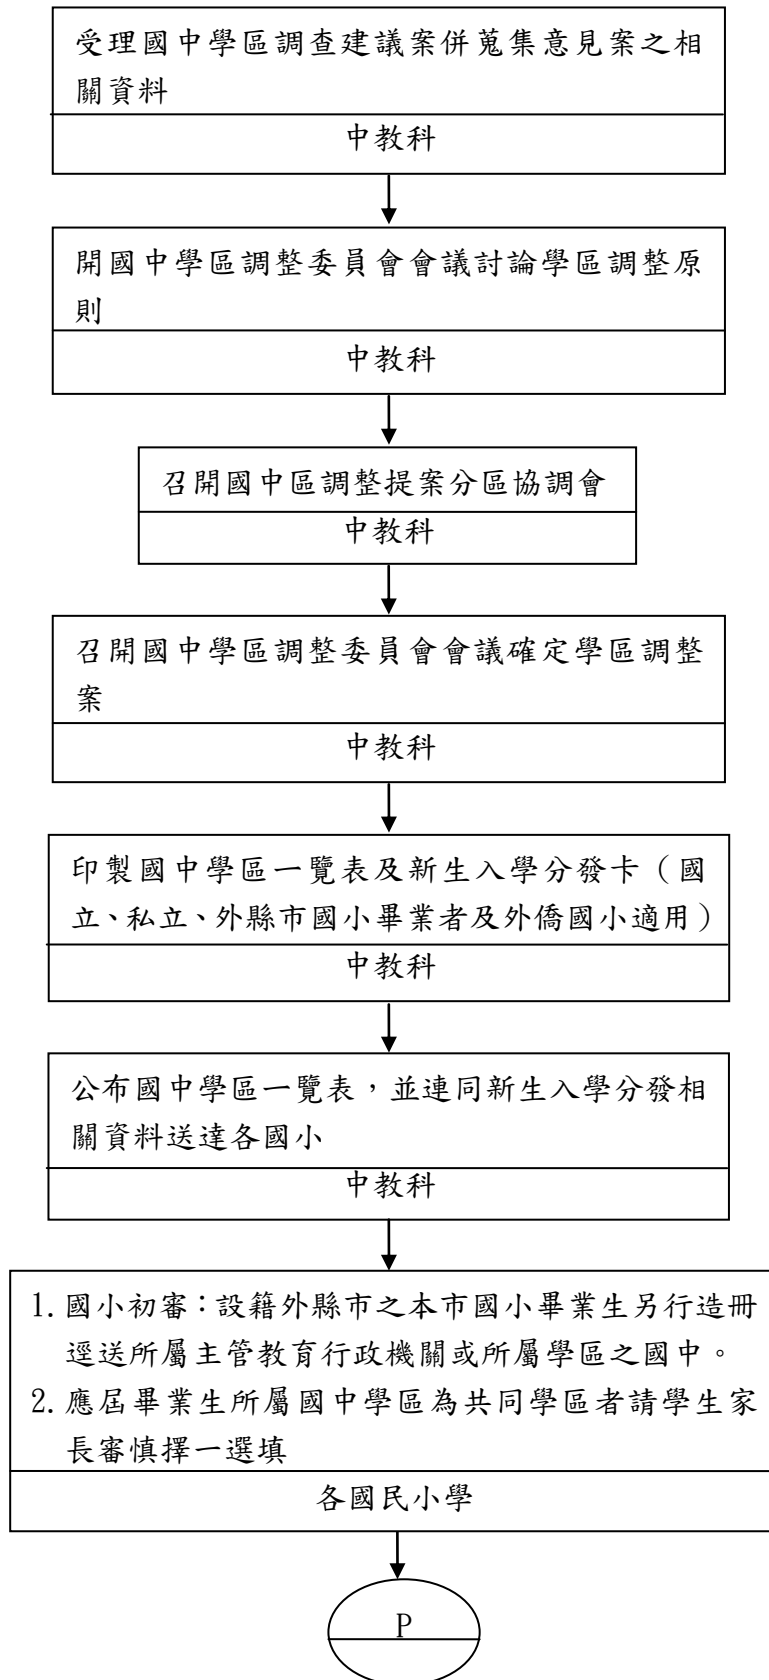 受理國中學區調查建議案併蒐集意見案之相
關資料
中教科
開國中學區調整委員會會議討論學區調整原
則
中教科
召開國中區調整提案分區協調會
中教科
召開國中學區調整委員會會議確定學區調整
案
中教科
印製國中學區一覽表及新生入學分發卡（國
立、私立、外縣市國小畢業者及外僑國小適用）
中教科
公布國中學區一覽表，並連同新生入學分發相
關資料送達各國小
中教科
1. 國小初審：設籍外縣市之本市國小畢業生另行造冊
逕送所屬主管教育行政機關或所屬學區之國中。
2. 應屆畢業生所屬國中學區為共同學區者請學生家
長審慎擇一選填
各國民小學
P